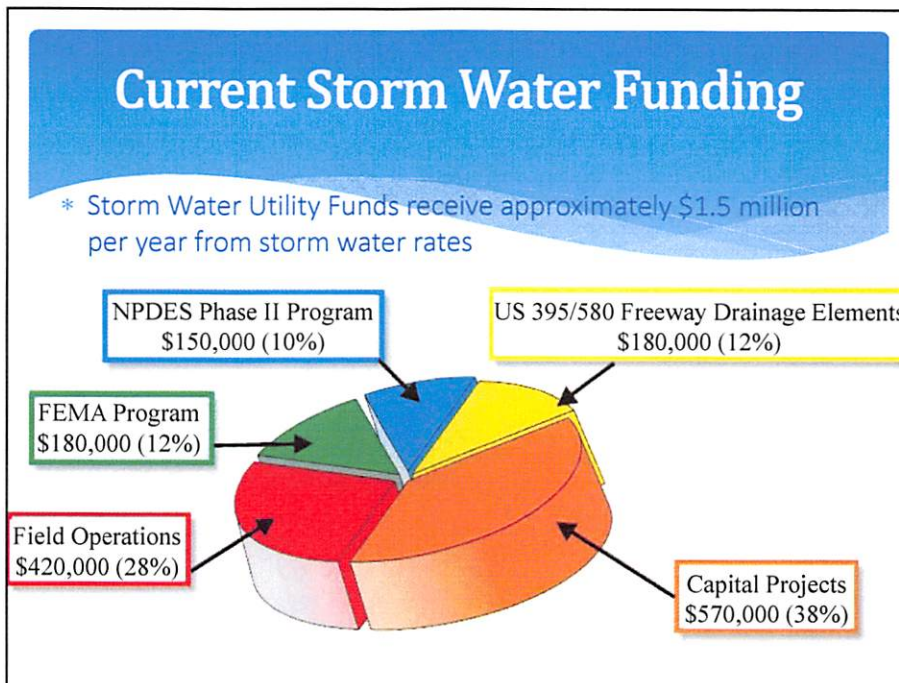 Current Storm Water Funding
* Storm Water Utility Funds receive approximately $1.5 million
per year from storm water rates
NPDES Phase II Program
$150,000 (10%)
US 395/580 Freeway Drainage Elements
$180,000 (12%)
FEMA Program
$180,000 (12%)
Field Operations
$420,000 (28%)
Capital Projects
$570,000 (38%)